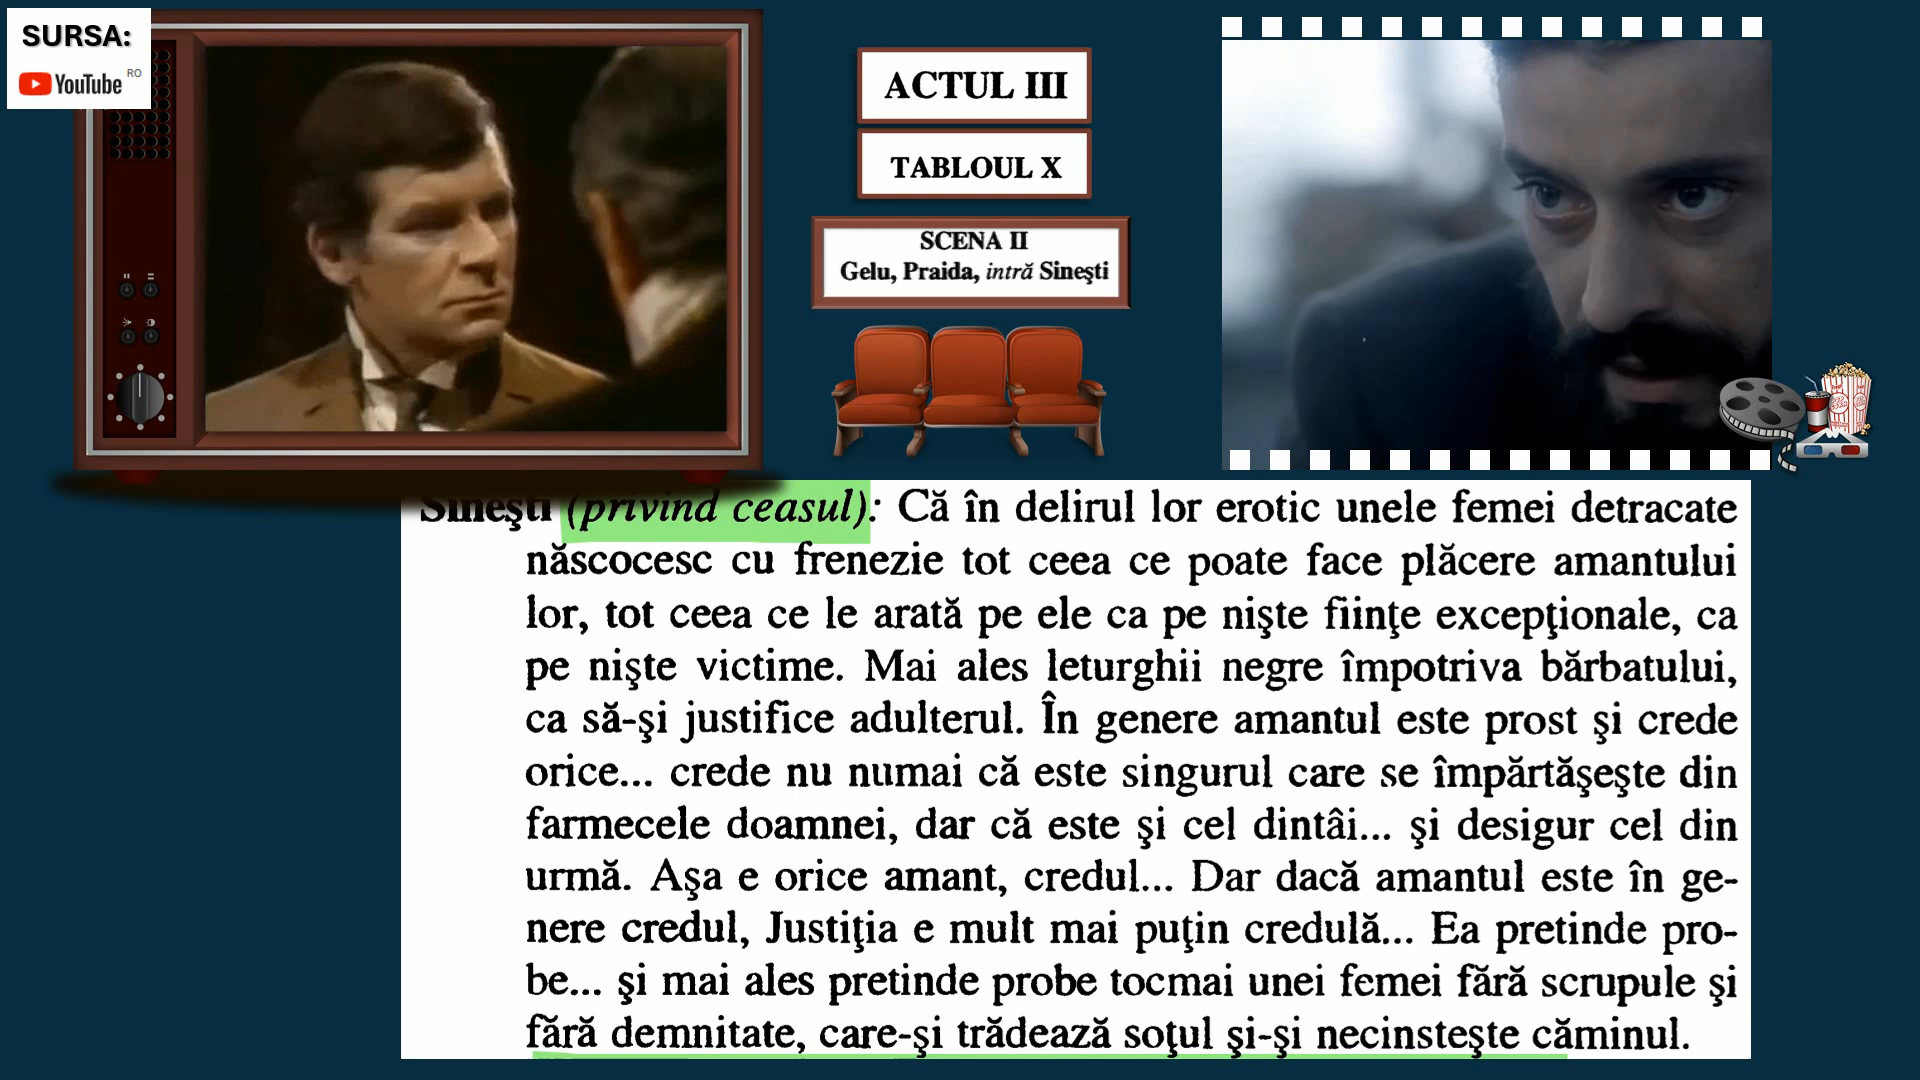 SURSA:
YouTube RO
ACTUL III
TABLOUL X
SCENA II
Gelu, Praida, intră Sineşti
Sineşti (privind ceasul): Că în delirul lor erotic unele femei detracate
născocesc cu frenezie tot ceea ce poate face plăcere amantului
lor, tot ceea ce le arată pe ele ca pe nişte fiinţe excepţionale, ca
pe nişte victime. Mai ales leturghii negre împotriva bărbatului,
ca să-şi justifice adulterul. În genere amantul este prost şi crede
orice... crede nu numai că este singurul care se împărtăşeşte din
farmecele doamnei, dar că este şi cel dintâi... şi desigur cel din
urmă. Aşa e orice amant, credul... Dar dacă amantul este în ge-
nere credul, Justiţia e mult mai puţin credulă... Ea pretinde pro-
be... şi mai ales pretinde probe tocmai unei femei fără scrupule şi
fără demnitate, care-şi trădează soţul şi-şi necinsteşte căminul.